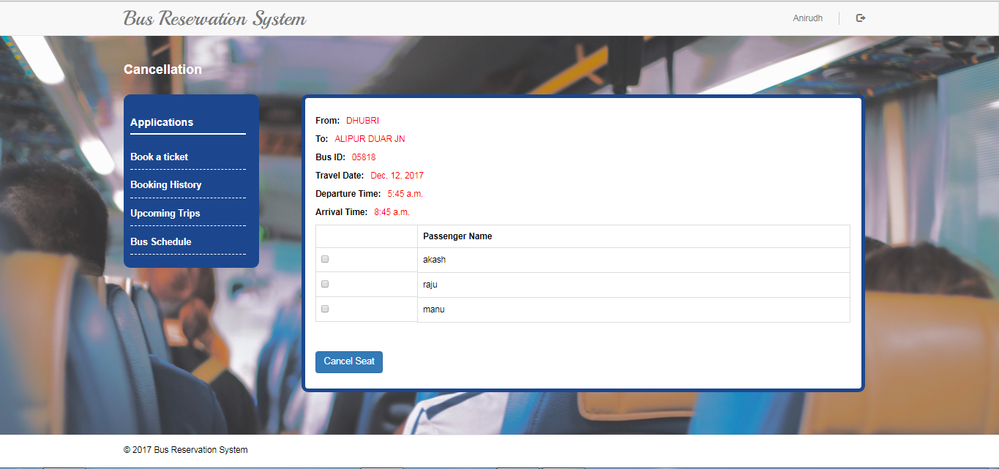 Bus Reservation System
Anirudh
Cancellation
Applications
Book a ticket
Booking History
Upcoming Trips
Bus Schedule
From: DHUBRI
To: ALIPUR DUAR JN
Bus ID: 05818
Travel Date: Dec. 12, 2017
Departure Time: 5:45 a.m.
Arrival Time: 8:45 a.m.
Passenger Name
akash
raju
manu
Cancel Seat
© 2017 Bus Reservation System